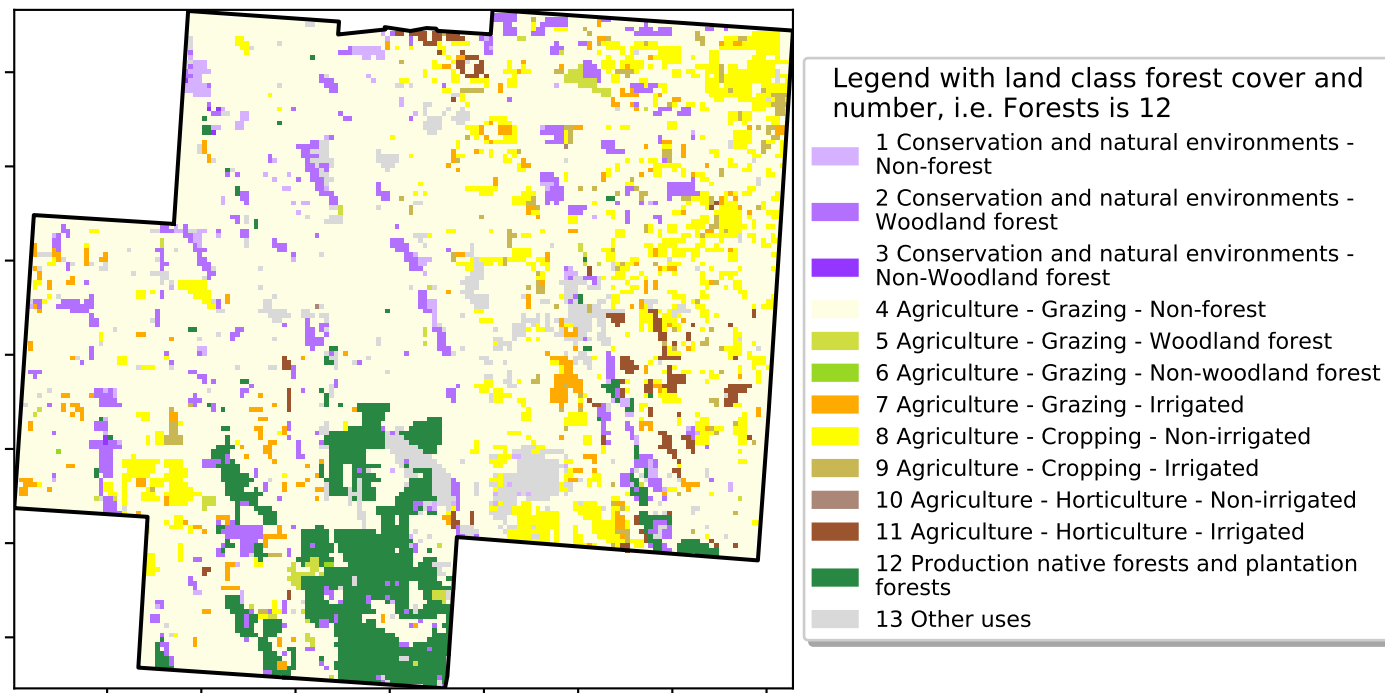 Legend with land class forest cover and
number, i.e. Forests is 12
1 Conservation and natural environments -
Non-forest
2 Conservation and natural environments -
Woodland forest
3 Conservation and natural environments -
Non-Woodland forest
4 Agriculture - Grazing - Non-forest
5 Agriculture - Grazing - Woodland forest
6 Agriculture - Grazing - Non-woodland forest
7 Agriculture - Grazing - Irrigated
8 Agriculture - Cropping - Non-irrigated
9 Agriculture - Cropping - Irrigated
10 Agriculture - Horticulture - Non-irrigated
11 Agriculture - Horticulture - Irrigated
12 Production native forests and plantation
forests
13 Other uses